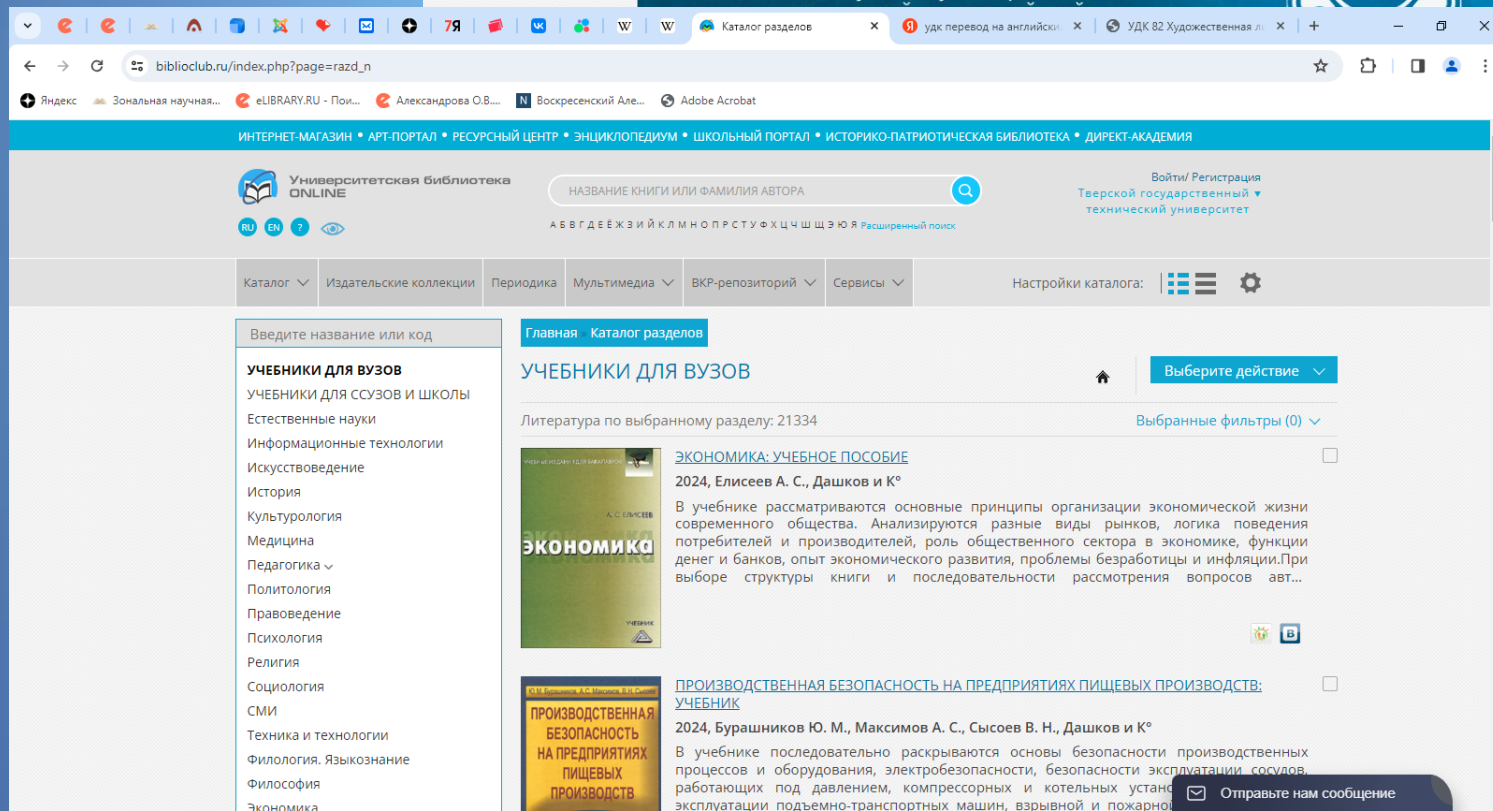 7Я
W
W
Каталог разделов
удк перевод на английски
УДК 82 Художественная л
biblioclub.ru/index.php?page=razd_n
Яндекс
Зональная научная...
eLIBRARY.RU - Пои...
Александрова О.В....
Воскресенский Але...
Adobe Acrobat
ИНТЕРНЕТ-МАГАЗИН • АРТ-ПОРТАЛ • РЕСУРСНЫЙ ЦЕНТР • ЭНЦИКЛОПЕДИУМ • ШКОЛЬНЫЙ ПОРТАЛ • ИСТОРИКО-ПАТРИОТИЧЕСКАЯ БИБЛИОТЕКА • ДИРЕКТ-АКАДЕМИЯ
Университетская библиотека
ONLINE
RU EN ?
НАЗВАНИЕ КНИГИ ИЛИ ФАМИЛИЯ АВТОРА
А Б В Г Д Е Ё Ж З И Й К Л М Н О П Р С Т У Ф Х Ц Ч Ш Щ Э Ю Я Расширенный поиск
Войти/ Регистрация
Тверской государственный ▼
технический университет
Каталог
Издательские коллекции
Периодика
Мультимедиа
ВКР-репозиторий
Сервисы
Настройки каталога:
Введите название или код
УЧЕБНИКИ ДЛЯ ВУЗОВ
УЧЕБНИКИ ДЛЯ ССУЗОВ И ШКОЛЫ
Естественные науки
Информационные технологии
Искусствоведение
История
Культурология
Медицина
Педагогика
Политология
Правоведение
Психология
Религия
Социология
СМИ
Техника и технологии
Филология. Языкознание
Философия
Экономика
Главная » Каталог разделов
УЧЕБНИКИ ДЛЯ ВУЗОВ
Выберите действие
Литература по выбранному разделу: 21334
Выбранные фильтры (0)
А. С. ЕЛИСЕЕВ
ЭКОНОМИКА
УЧЕБНИК
ЭКОНОМИКА: УЧЕБНОЕ ПОСОБИЕ
2024, Елисеев А. С., Дашков и К°
В учебнике рассматриваются основные принципы организации экономической жизни
современного общества. Анализируются разные виды рынков, логика поведения
потребителей и производителей, роль общественного сектора в экономике, функции
денег и банков, опыт экономического развития, проблемы безработицы и инфляции.При
выборе структуры книги и последовательности рассмотрения вопросов авт...
В
Ю.М. Бурашников, А.С. Максимов, В.Н. Сысоев
ПРОИЗВОДСТВЕННАЯ
БЕЗОПАСНОСТЬ
НА ПРЕДПРИЯТИЯХ
ПИЩЕВЫХ
ПРОИЗВОДСТВ
ПРОИЗВОДСТВЕННАЯ БЕЗОПАСНОСТЬ НА ПРЕДПРИЯТИЯХ ПИЩЕВЫХ ПРОИЗВОДСТВ:
УЧЕБНИК
2024, Бурашников Ю. М., Максимов А. С., Сысоев В. Н., Дашков и К°
В учебнике последовательно раскрываются основы безопасности производственных
процессов и оборудования, электробезопасности, безопасности эксплуатации сосудов,
работающих под давлением, компрессорных и котельных устано
эксплуатации подъемно-транспортных машин, взрывной и пожарной
Отправьте нам сообщение